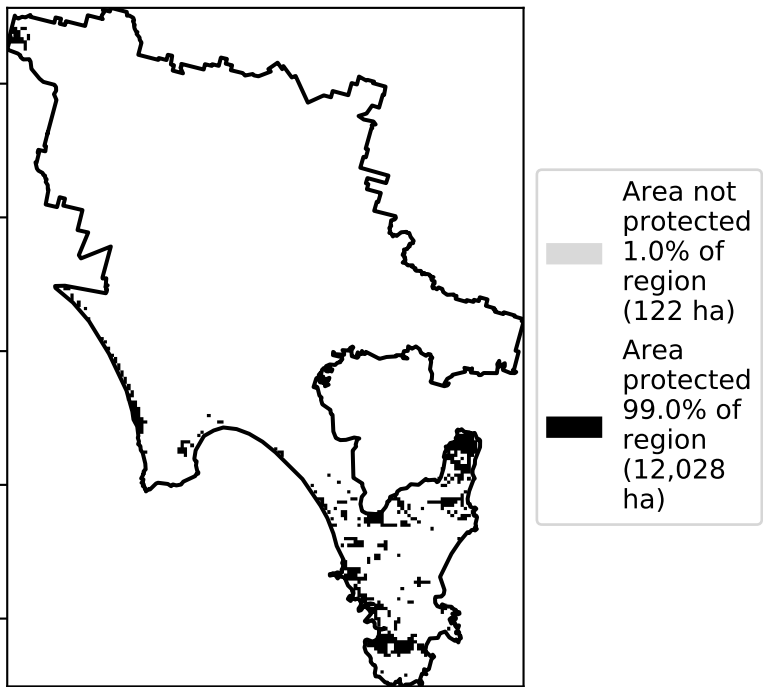 Area not
protected
1.0% of
region
(122 ha)
Area
protected
99.0% of
region
(12,028
ha)